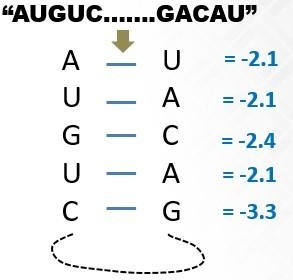 “AUGUC.......GACAU”
A — U = -2.1
U — A = -2.1
G — C = -2.4
U — A = -2.1
C — G = -3.3